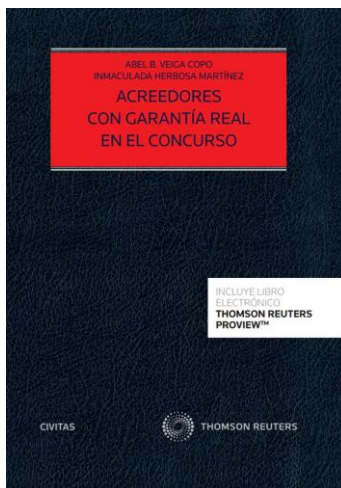 ABEL B. VEIGA COPO
INMACULADA HERBOSA MARTÍNEZ
ACREEDORES
CON GARANTÍA REAL
EN EL CONCURSO
INCLUYE LIBRO
ELECTRÓNICO
THOMSON REUTERS
PROVIEW™
CIVITAS
THOMSON REUTERS